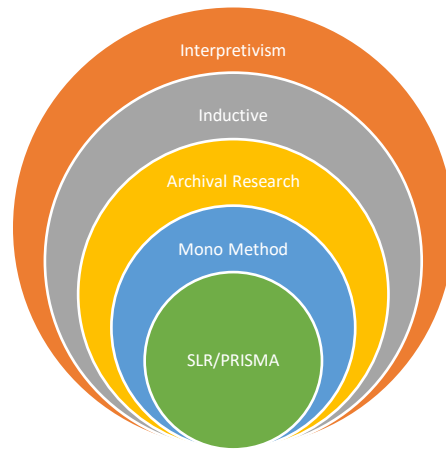 Interpretivism
Inductive
Archival Research
Mono Method
SLR/PRISMA